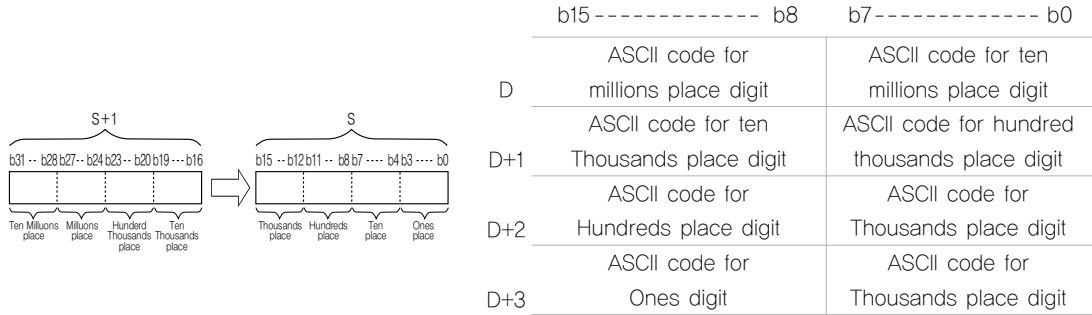 S+1
b31 -- b28 b27-- b24 b23-- b20 b19 ---b16
Ten Milluons place
Milluons place
Hunderd Thousands place
Ten Thousands place
S
b15 -- b12 b11 -- b8 b7 ---- b4 b3 ---- b0
Thousands place
Hundreds place
Ten place
Ones place
b15 ------------- b8 b7------------- b0
D
ASCII code for
millions place digit
ASCII code for ten
millions place digit
D+1
ASCII code for ten
Thousands place digit
ASCII code for hundred
thousands place digit
D+2
ASCII code for
Hundreds place digit
ASCII code for
Thousands place digit
D+3
ASCII code for
Ones digit
ASCII code for
Thousands place digit